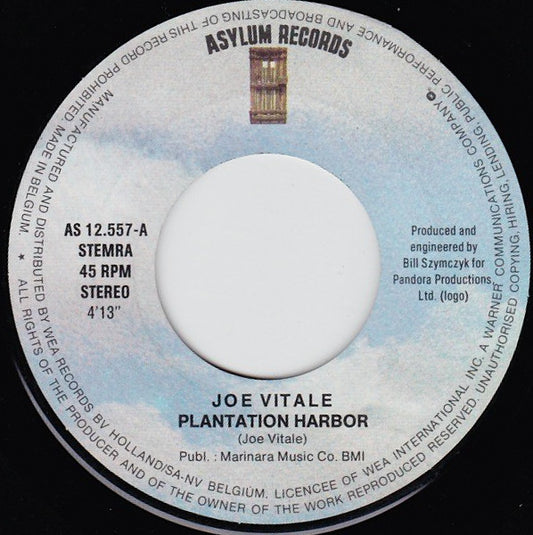 ASYLUM RECORDS
AS 12.557-A
STEMRA
45 RPM
STEREO
4'13"
Produced and
engineered by
Bill Szymczyk for
Pandora Productions
Ltd. (logo)
JOE VITALE
PLANTATION HARBOR
(Joe Vitale)
Publ. : Marinara Music Co. BMI
MANUFACTURED AND DISTRIBUTED BY WEA RECORDS BV HOLLAND/SA-NV BELGIUM. LICENCEE OF WEA INTERNATIONAL INC. A WARNER COMMUNICATIONS COMPANY ℗.
★ ALL RIGHTS OF THE PRODUCER AND OF THE OWNER OF THE WORK REPRODUCED RESERVED. UNAUTHORISED COPYING, HIRING, LENDING, PUBLIC PERFORMANCE AND BROADCASTING OF THIS RECORD PROHIBITED. MADE IN BELGIUM.